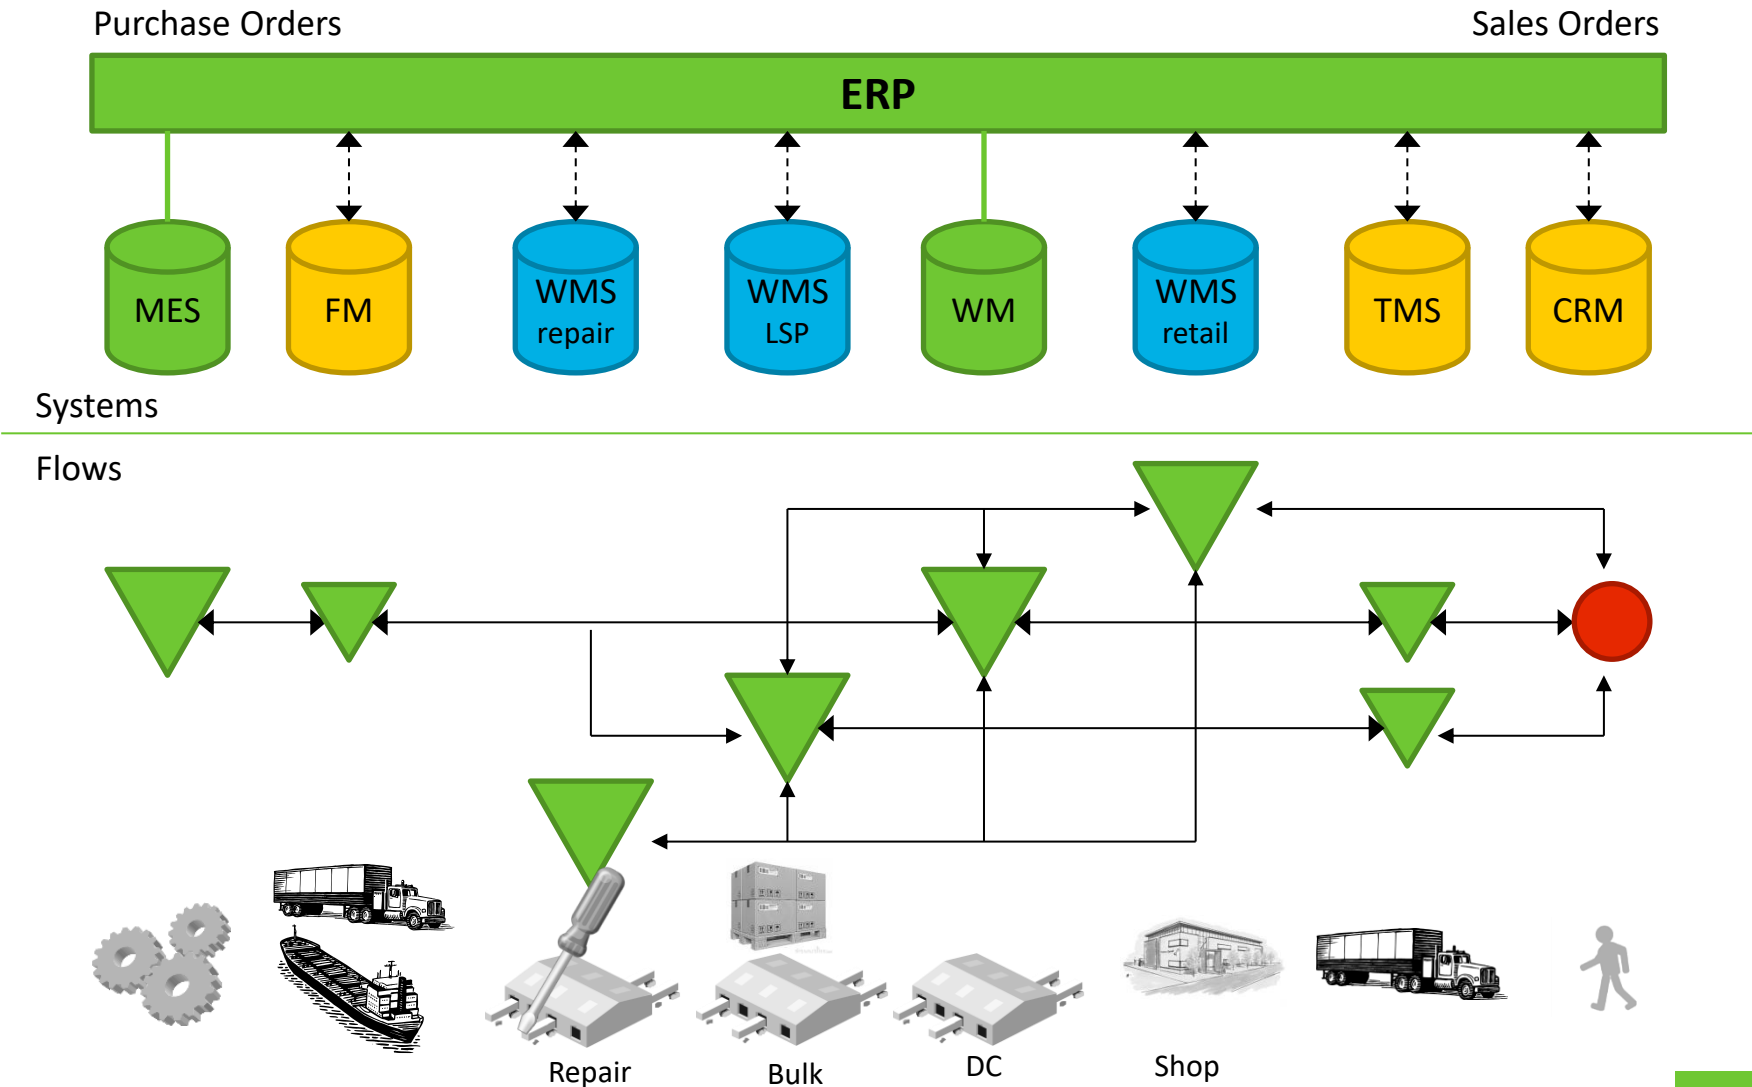 Purchase Orders
Sales Orders
ERP
MES
FM
WMS
repair
WMS
LSP
WM
WMS
retail
TMS
CRM
Systems
Flows
Repair
Bulk
DC
Shop